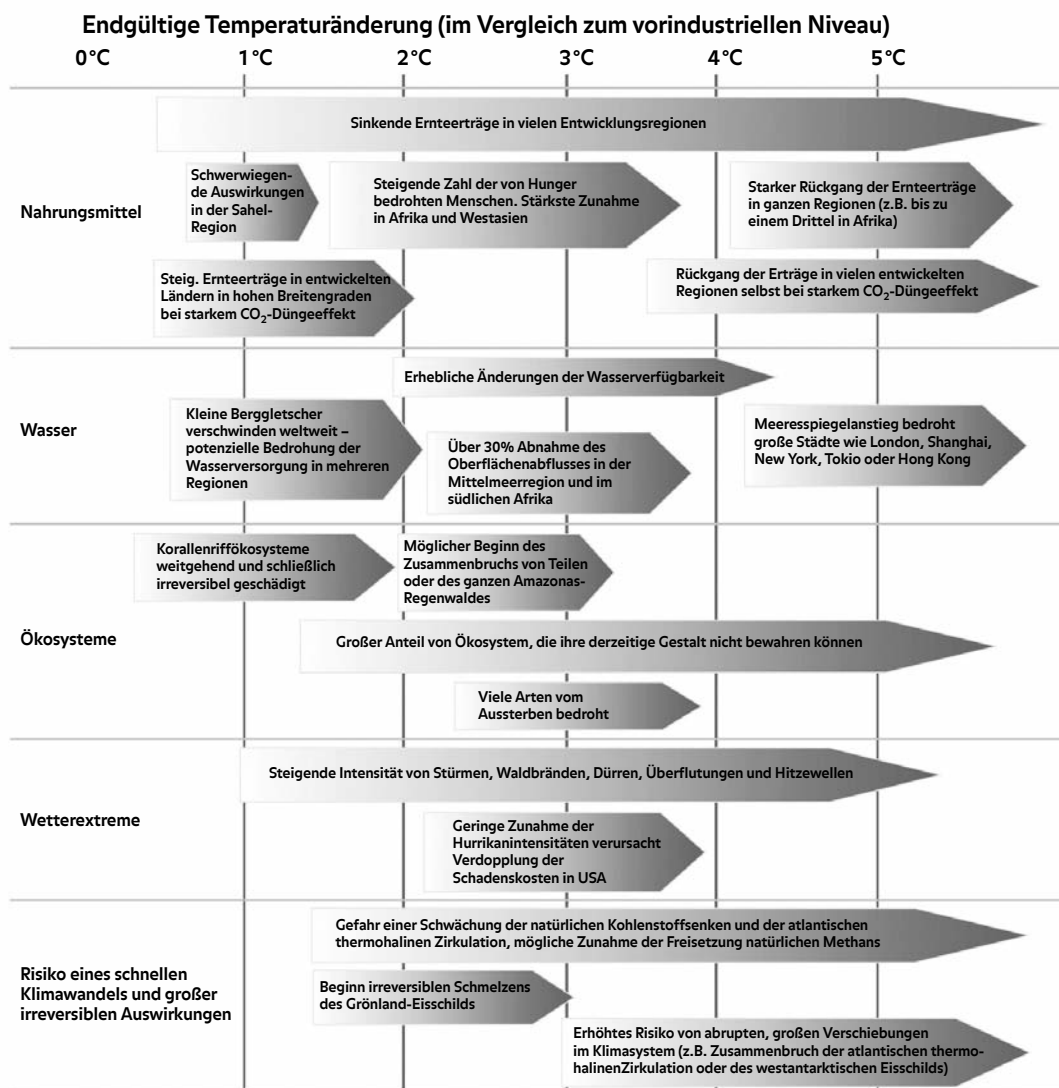 Endgültige Temperaturänderung (im Vergleich zum vorindustriellen Niveau)
0°C 1°C 2°C 3°C 4°C 5°C
Sinkende Ernteerträge in vielen Entwicklungsregionen
Nahrungsmittel
Schwerwiegen-
de Auswirkungen
in der Sahel-
Region
Steigende Zahl der von Hunger
bedrohten Menschen. Stärkste Zunahme
in Afrika und Westasien
Starker Rückgang der Ernteerträge
in ganzen Regionen (z.B. bis zu
einem Drittel in Afrika)
Steig. Ernteerträge in entwickelten
Ländern in hohen Breitengraden
bei starkem CO₂-Düngeeffekt
Rückgang der Erträge in vielen entwickelten
Regionen selbst bei starkem CO₂-Düngeeffekt
Wasser
Erhebliche Änderungen der Wasserverfügbarkeit
Kleine Berggletscher
verschwinden weltweit –
potenzielle Bedrohung der
Wasserversorgung in mehreren
Regionen
Über 30% Abnahme des
Oberflächenabflusses in der
Mittelmeerregion und im
südlichen Afrika
Meeresspiegelanstieg bedroht
große Städte wie London, Shanghai,
New York, Tokio oder Hong Kong
Ökosysteme
Korallenriffökosysteme
weitgehend und schließlich
irreversibel geschädigt
Möglicher Beginn des
Zusammenbruchs von Teilen
oder des ganzen Amazonas-
Regenwaldes
Großer Anteil von Ökosystem, die ihre derzeitige Gestalt nicht bewahren können
Viele Arten vom
Aussterben bedroht
Wetterextreme
Steigende Intensität von Stürmen, Waldbränden, Dürren, Überflutungen und Hitzewellen
Geringe Zunahme der
Hurrikanintensitäten verursacht
Verdopplung der
Schadenskosten in USA
Risiko eines schnellen
Klimawandels und großer
irreversiblen Auswirkungen
Gefahr einer Schwächung der natürlichen Kohlenstoffsenken und der atlantischen
thermohalinen Zirkulation, mögliche Zunahme der Freisetzung natürlichen Methans
Beginn irreversiblen Schmelzens
des Grönland-Eisschilds
Erhöhtes Risiko von abrupten, großen Verschiebungen
im Klimasystem (z.B. Zusammenbruch der atlantischen thermo-
halinenZirkulation oder des westantarktischen Eisschilds)